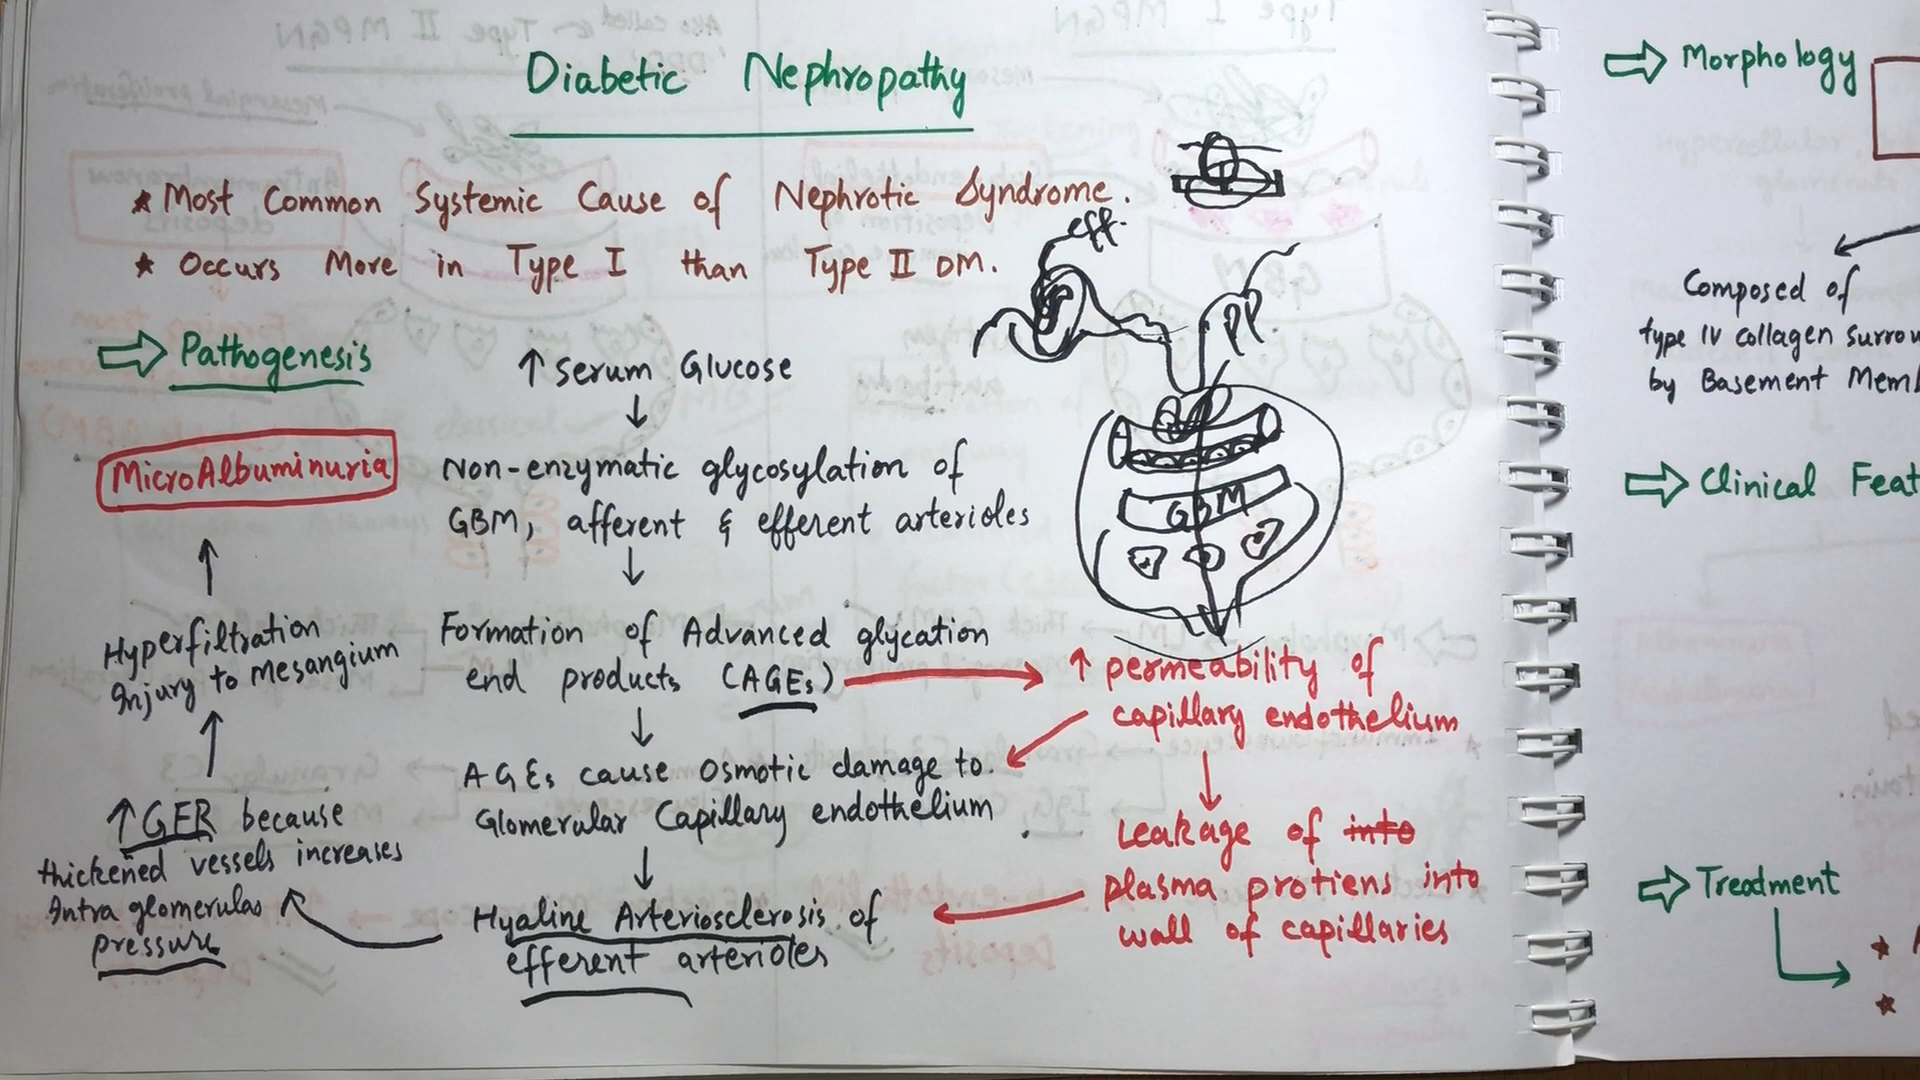 Diabetic Nephropathy
★ Most Common Systemic Cause of Nephrotic Syndrome.
★ Occurs More in Type I than Type II DM.
⇒ Pathogenesis
↑ serum Glucose
↓
Non-enzymatic glycosylation of
GBM, afferent & efferent arterioles
↓
Formation of Advanced glycation
end products (AGEs) →
↓
AGEs cause Osmotic damage to
Glomerular Capillary endothelium
↓
Hyaline Arteriosclerosis of
efferent arterioles
↑ permeability of
capillary endothelium
↓
Leakage of into
plasma protiens into
wall of capillaries
↑ GFR because
thickened vessels increases
Intra glomerulas
pressure
↑
Hyperfiltration
Injury to Mesangium
↑
MicroAlbuminuria
eff.
GBM
⇒ Morphology
Composed of
type IV collagen surrou
by Basement Memb
⇒ Clinical Feat
⇒ Treatment
★
★